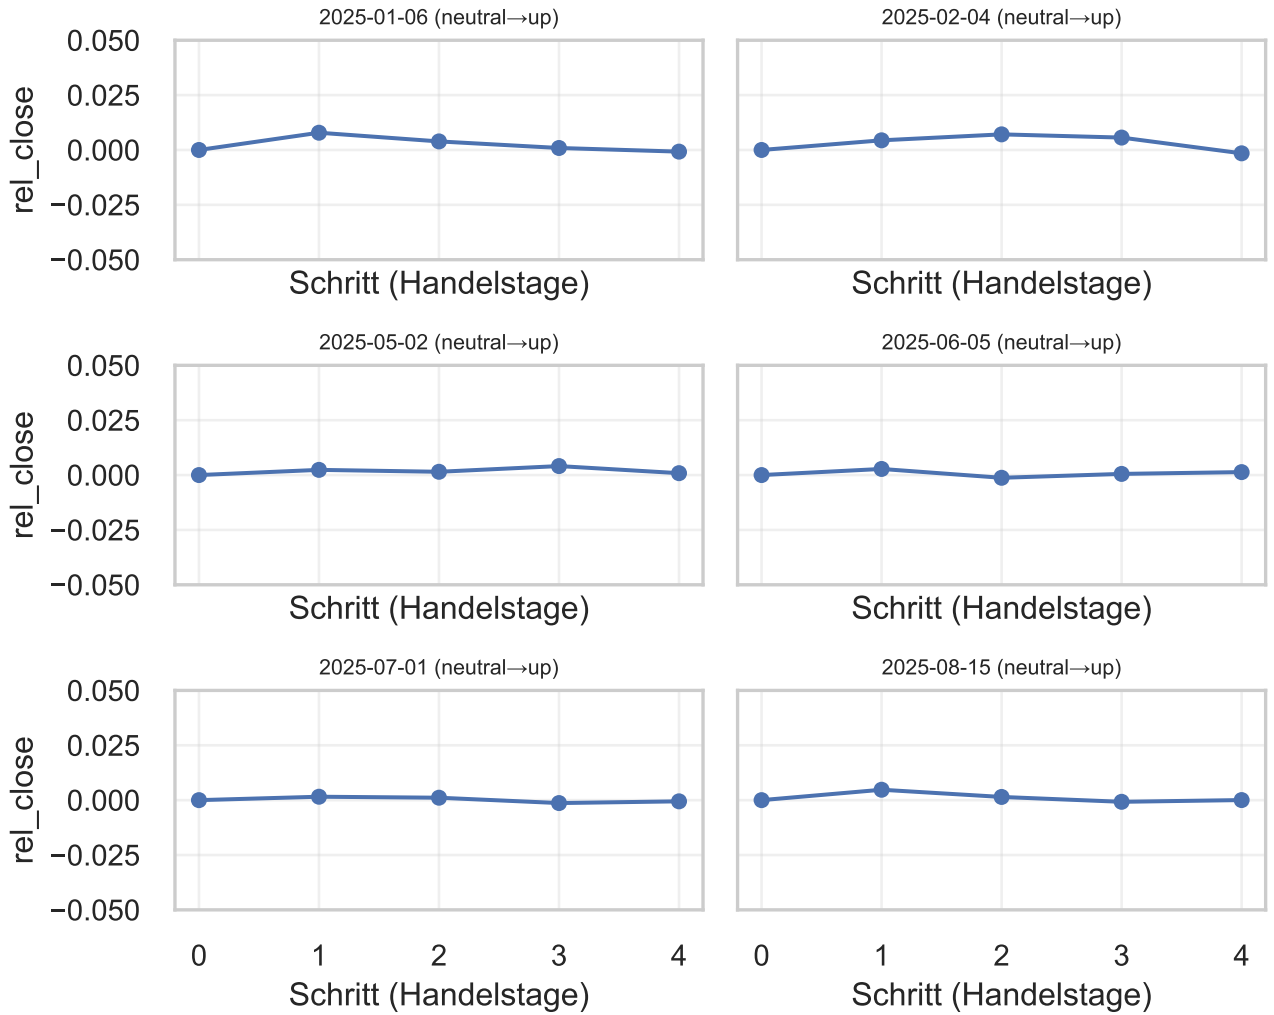 2025-01-06 (neutral→up)
2025-02-04 (neutral→up)
0.050
0.025
0.000
−0.025
−0.050
rel_close
Schritt (Handelstage)
Schritt (Handelstage)
2025-05-02 (neutral→up)
2025-06-05 (neutral→up)
0.050
0.025
0.000
−0.025
−0.050
rel_close
Schritt (Handelstage)
Schritt (Handelstage)
2025-07-01 (neutral→up)
2025-08-15 (neutral→up)
0.050
0.025
0.000
−0.025
−0.050
rel_close
0 1 2 3 4
0 1 2 3 4
Schritt (Handelstage)
Schritt (Handelstage)